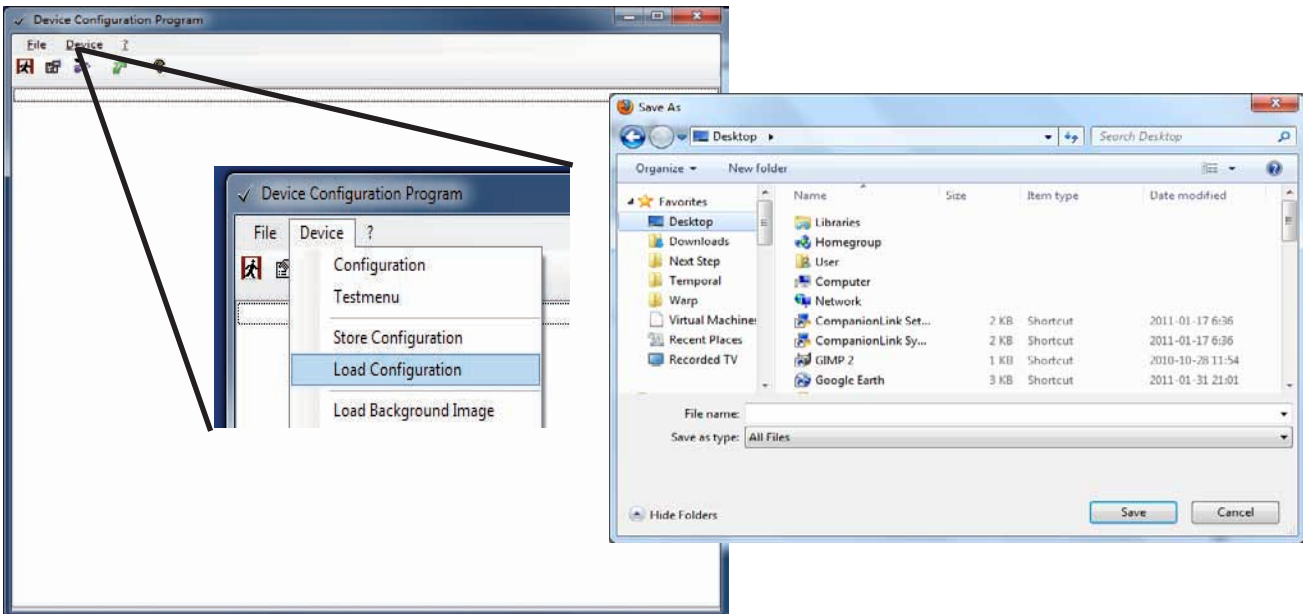 Device Configuration Program
File Device ?
Device Configuration Program
File Device ?
Configuration
Testmenu
Store Configuration
Load Configuration
Load Background Image
Save As
Desktop
Search Desktop
Organize New folder
Favorites
Desktop
Downloads
Next Step
Temporal
Warp
Virtual Machines
Recent Places
Recorded TV
Name Size Item type Date modified
Libraries
Homegroup
User
Computer
Network
CompanionLink Set... 2 KB Shortcut 2011-01-17 6:36
CompanionLink Sy... 2 KB Shortcut 2011-01-17 6:36
GIMP 2 1 KB Shortcut 2010-10-28 11:54
Google Earth 3 KB Shortcut 2011-01-31 21:01
File name:
Save as type: All Files
Hide Folders
Save Cancel